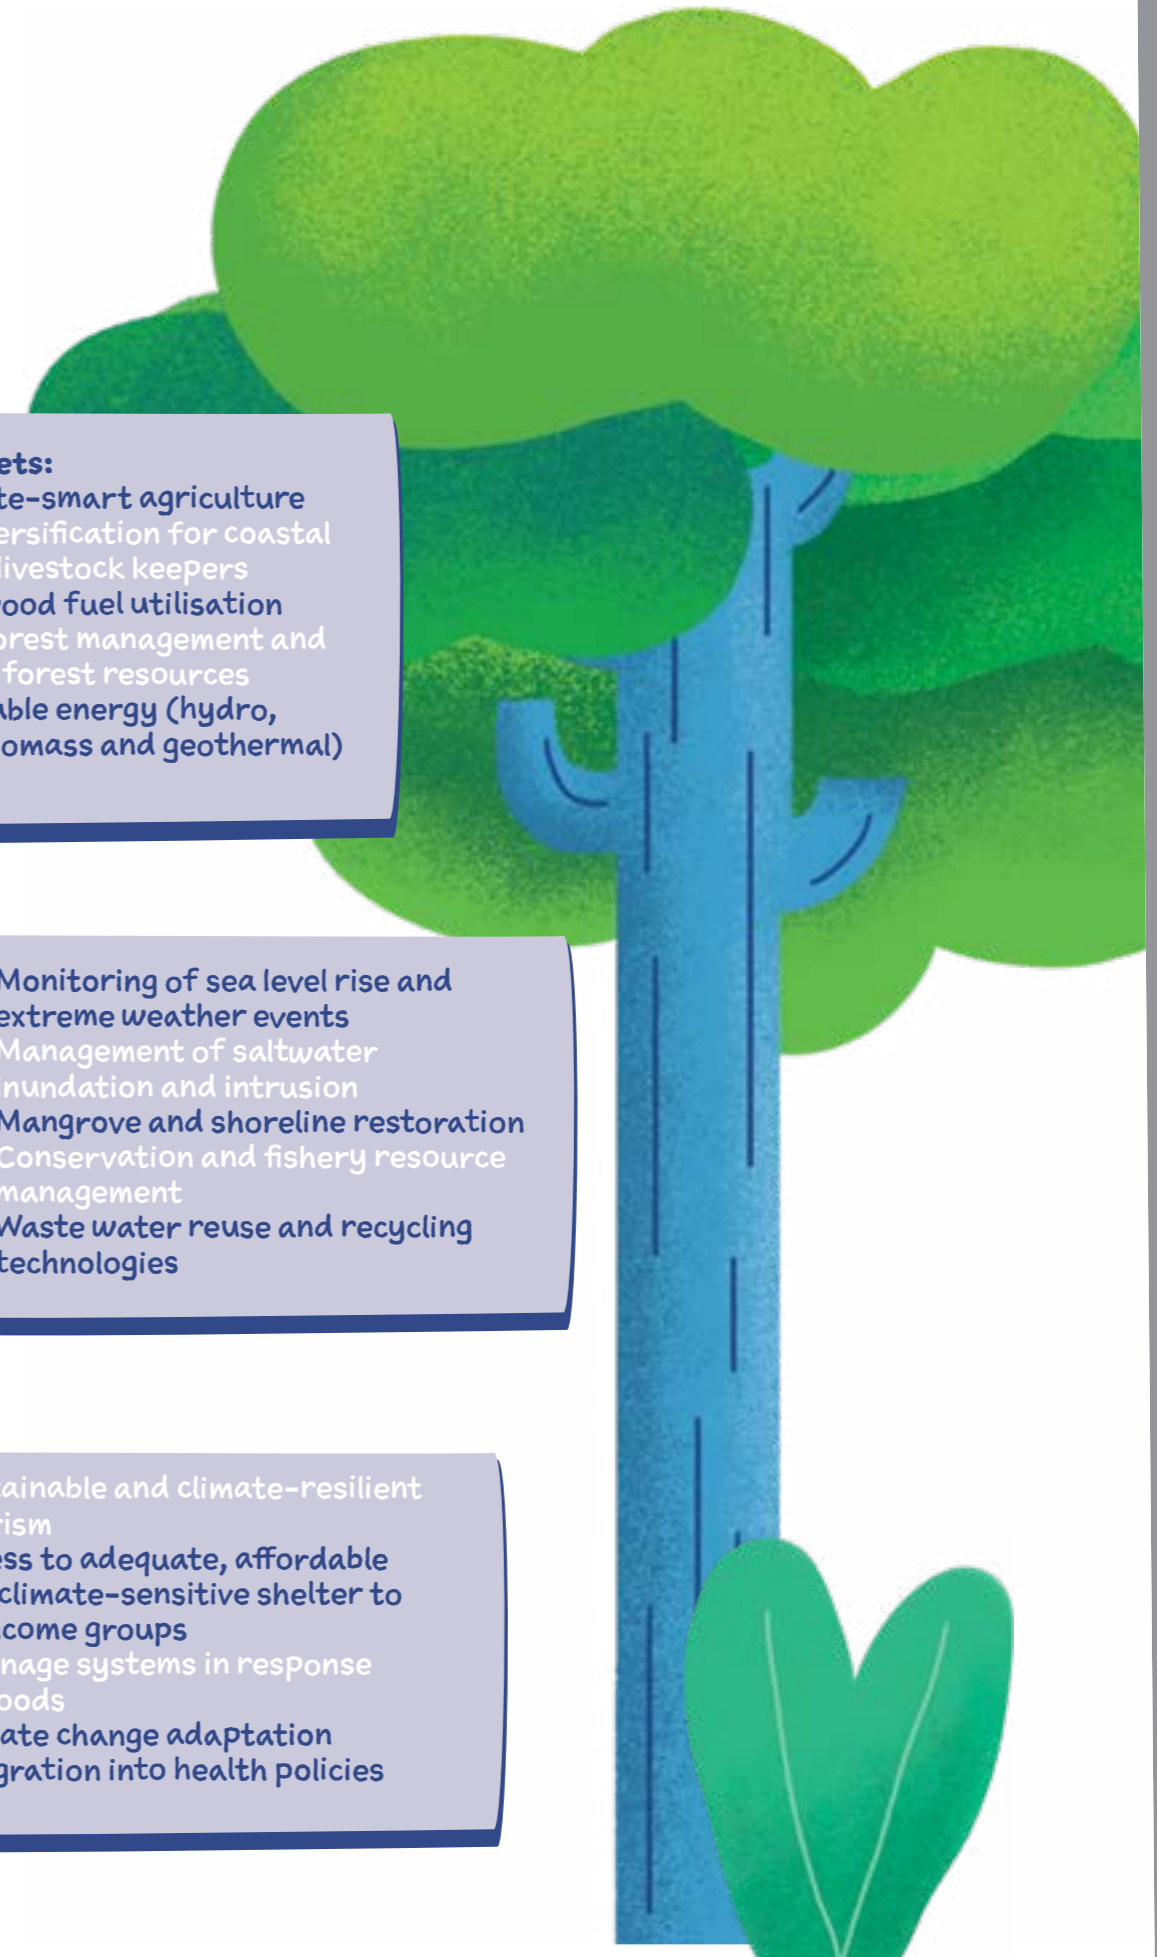 ets:
te-smart agriculture
ersification for coastal
livestock keepers
ood fuel utilisation
orest management and
forest resources
able energy (hydro,
omass and geothermal)
Monitoring of sea level rise and
extreme weather events
Management of saltwater
inundation and intrusion
Mangrove and shoreline restoration
Conservation and fishery resource
management
Waste water reuse and recycling
technologies
tainable and climate-resilient
rism
ess to adequate, affordable
climate-sensitive shelter to
come groups
nage systems in response
oods
ate change adaptation
gration into health policies